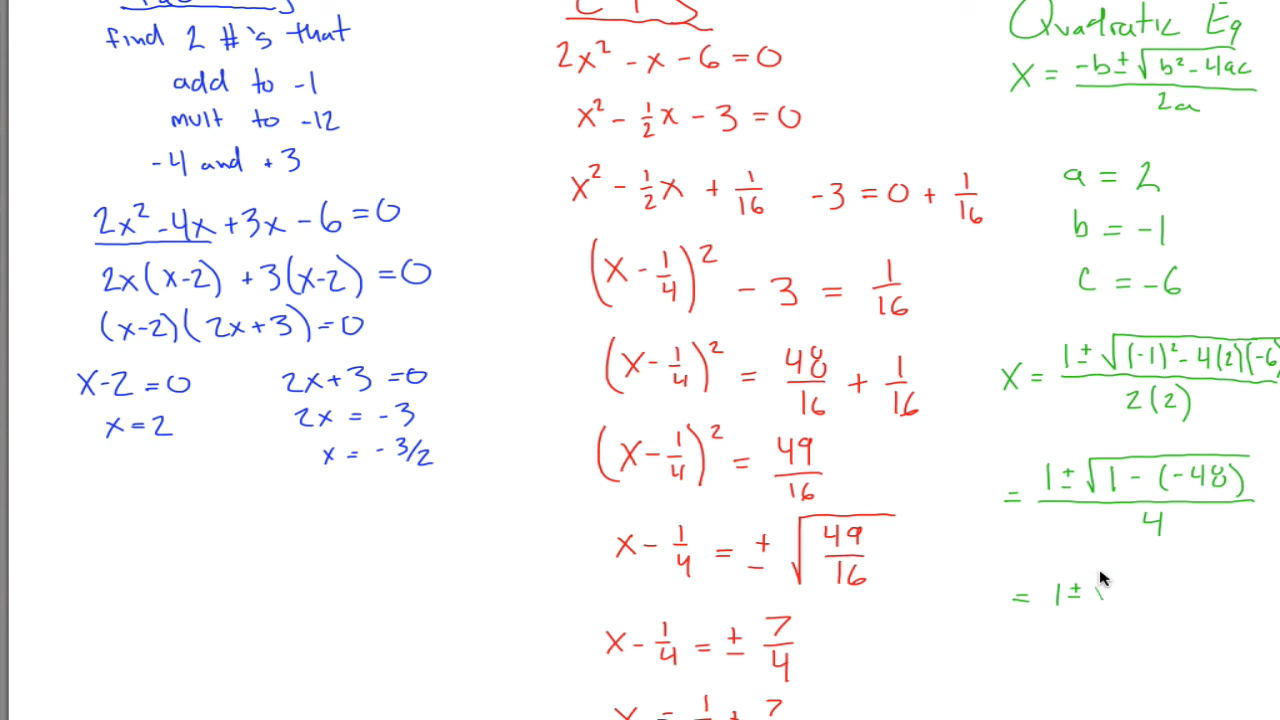 find 2 #'s that
add to -1
mult to -12
-4 and +3
2x² - 4x + 3x - 6 = 0
2x(x-2) + 3(x-2) = 0
(x-2)(2x+3) = 0
x-2 = 0
x = 2
2x+3 = 0
2x = -3
x = -3/2
2x² - x - 6 = 0
x² - 1/2x - 3 = 0
x² - 1/2x + 1/16 - 3 = 0 + 1/16
(x - 1/4)² - 3 = 1/16
(x - 1/4)² = 48/16 + 1/16
(x - 1/4)² = 49/16
x - 1/4 = ± √(49/16)
x - 1/4 = ± 7/4
Quadratic Eq
x = (-b ± √(b² - 4ac))/2a
a = 2
b = -1
c = -6
x = 1 ± √((-1)² - 4(2)(-6 / 2(2)
= (1 ± √(1 - (-48)))/4
= 1 ±